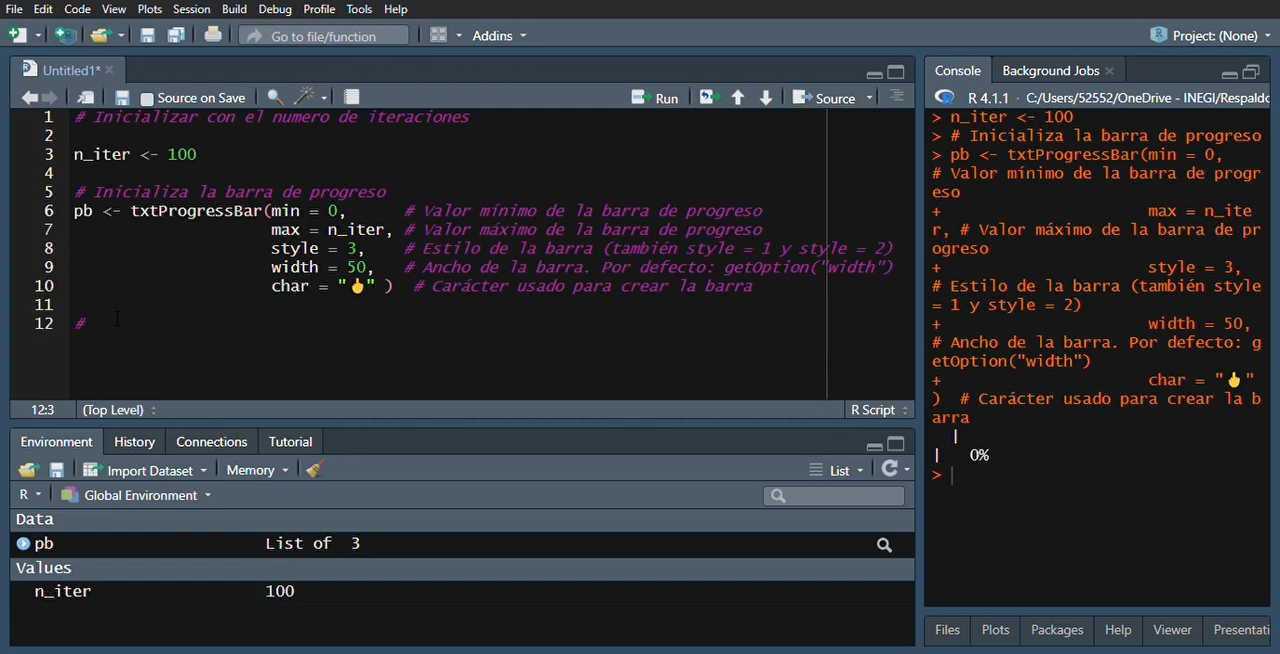 File Edit Code View Plots Session Build Debug Profile Tools Help
Go to file/function Addins Project: (None)
Untitled1*
Source on Save Run Source
1 # Inicializar con el numero de iteraciones
2
3 n_iter <- 100
4
5 # Inicializa la barra de progreso
6 pb <- txtProgressBar(min = 0, # Valor mínimo de la barra de progreso
7 max = n_iter, # Valor máximo de la barra de progreso
8 style = 3, # Estilo de la barra (también style = 1 y style = 2)
9 width = 50, # Ancho de la barra. Por defecto: getOption("width")
10 char = "🖕" ) # Carácter usado para crear la barra
11
12 #
12:3 (Top Level) R Script
Environment History Connections Tutorial
Import Dataset Memory List
R Global Environment
Data
pb List of 3
Values
n_iter 100
Console Background Jobs
R 4.1.1 · C:/Users/52552/OneDrive - INEGI/Respaldo
> n_iter <- 100
> # Inicializa la barra de progreso
> pb <- txtProgressBar(min = 0,
# Valor mínimo de la barra de progr
eso
+ max = n_ite
r, # Valor máximo de la barra de pr
ogreso
+ style = 3,
# Estilo de la barra (también style
= 1 y style = 2)
+ width = 50,
# Ancho de la barra. Por defecto: g
etOption("width")
+ char = "🖕"
) # Carácter usado para crear la b
arra
|
| 0%
>
Files Plots Packages Help Viewer Presentati